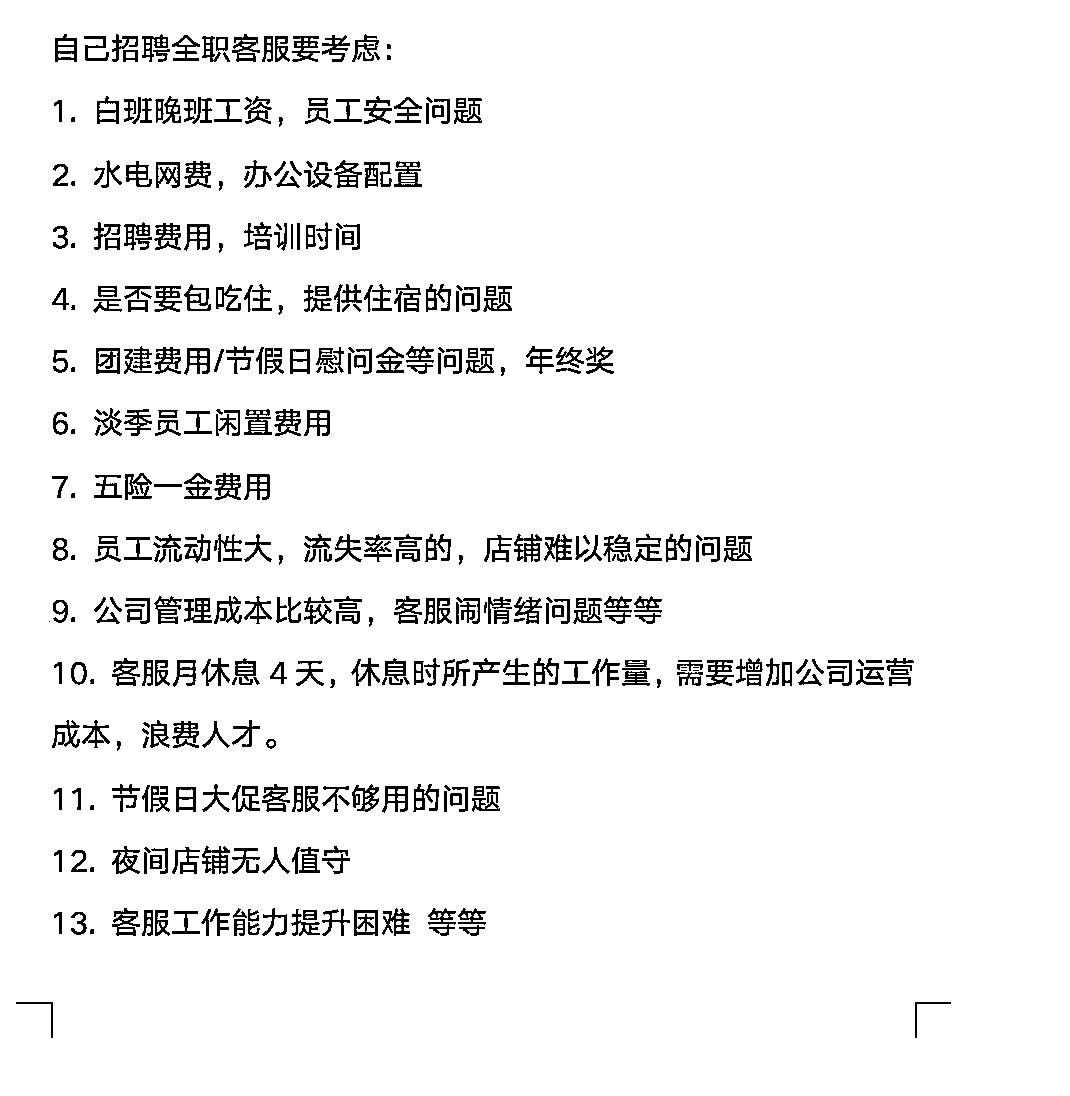 自己招聘全职客服要考虑：
1. 白班晚班工资，员工安全问题
2. 水电网费，办公设备配置
3. 招聘费用，培训时间
4. 是否要包吃住，提供住宿的问题
5. 团建费用/节假日慰问金等问题，年终奖
6. 淡季员工闲置费用
7. 五险一金费用
8. 员工流动性大，流失率高的，店铺难以稳定的问题
9. 公司管理成本比较高，客服闹情绪问题等等
10. 客服月休息 4 天，休息时所产生的工作量，需要增加公司运营
成本，浪费人才。
11. 节假日大促客服不够用的问题
12. 夜间店铺无人值守
13. 客服工作能力提升困难 等等